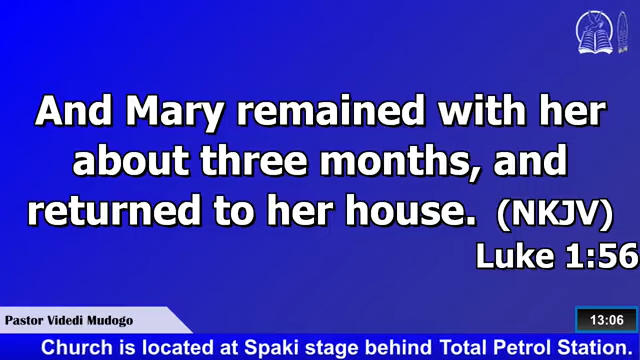 And Mary remained with her
about three months, and
returned to her house. (NKJV)
Luke 1:56
Pastor Videdi Mudogo
13:06
Church is located at Spaki stage behind Total Petrol Station.